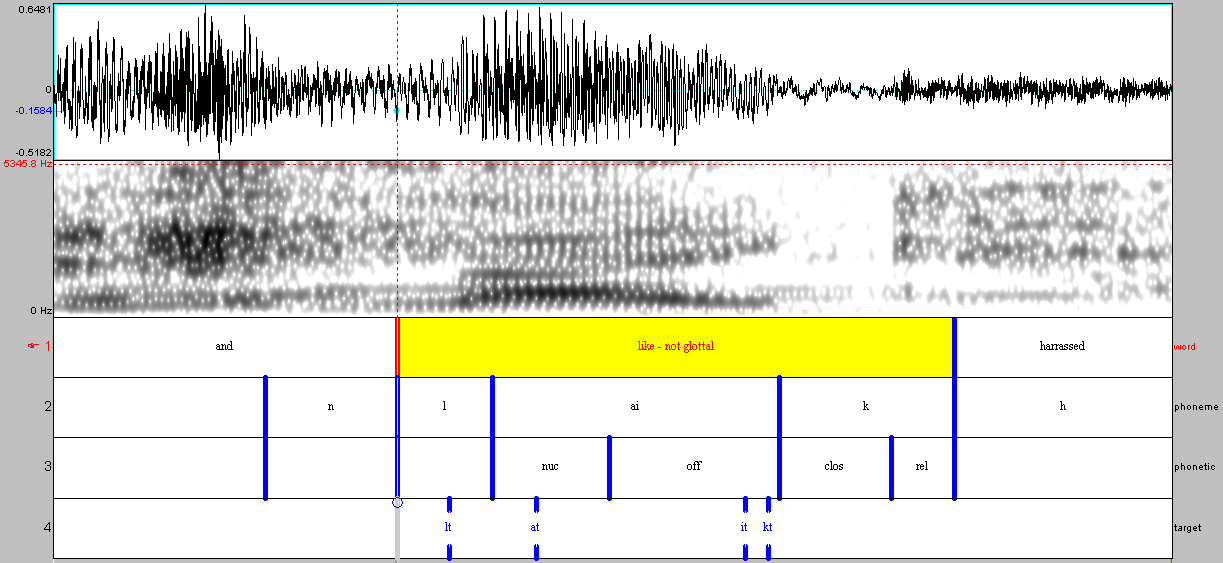 0.6481
0
-0.1584
-0.5182
5345.8 Hz
0 Hz
1 and like - not glottal harrassed word
2 n l ai k h phoneme
3 nuc off clos rel phonetic
4 lt at it kt target